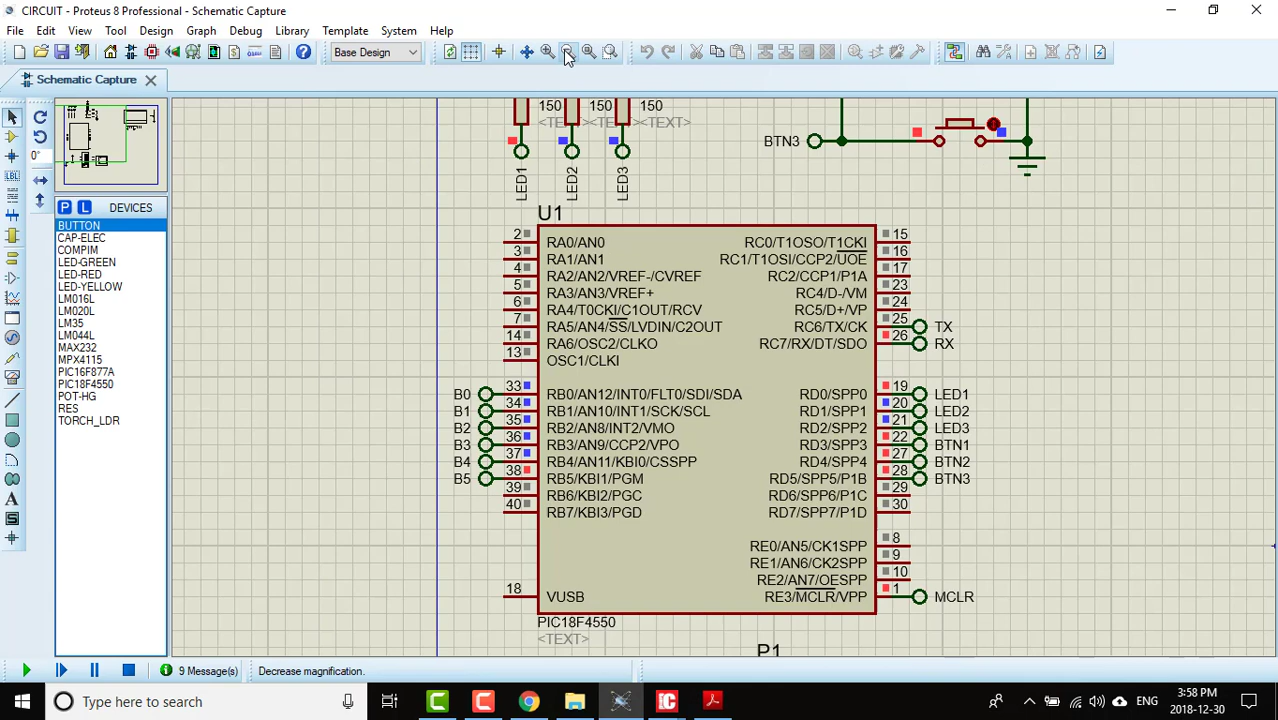 CIRCUIT - Proteus 8 Professional - Schematic Capture
File Edit View Tool Design Graph Debug Library Template System Help
Base Design
Schematic Capture
0°
P L DEVICES
BUTTON
CAP-ELEC
COMPIM
LED-GREEN
LED-RED
LED-YELLOW
LM016L
LM020L
LM35
LM044L
MAX232
MPX4115
PIC16F877A
PIC18F4550
POT-HG
RES
TORCH_LDR
150 150 150
<TEXT> <TEXT>
LED1 LED2 LED3
BTN3
U1
2 RA0/AN0 RC0/T1OSO/T1CKI 15
3 RA1/AN1 RC1/T1OSI/CCP2/UOE 16
4 RA2/AN2/VREF-/CVREF RC2/CCP1/P1A 17
5 RA3/AN3/VREF+ RC4/D-/VM 23
6 RA4/T0CKI/C1OUT/RCV RC5/D+/VP 24
7 RA5/AN4/SS/LVDIN/C2OUT RC6/TX/CK 25 TX
14 RA6/OSC2/CLKO RC7/RX/DT/SDO 26 RX
13 OSC1/CLKI
B0 33 RB0/AN12/INT0/FLT0/SDI/SDA RD0/SPP0 19 LED1
B1 34 RB1/AN10/INT1/SCK/SCL RD1/SPP1 20 LED2
B2 35 RB2/AN8/INT2/VMO RD2/SPP2 21 LED3
B3 36 RB3/AN9/CCP2/VPO RD3/SPP3 22 BTN1
B4 37 RB4/AN11/KBI0/CSSPP RD4/SPP4 27 BTN2
B5 38 RB5/KBI1/PGM RD5/SPP5/P1B 28 BTN3
39 RB6/KBI2/PGC RD6/SPP6/P1C 29
40 RB7/KBI3/PGD RD7/SPP7/P1D 30
RE0/AN5/CK1SPP 8
RE1/AN6/CK2SPP 9
RE2/AN7/OESPP 10
18 VUSB RE3/MCLR/VPP 1 MCLR
PIC18F4550
<TEXT>
P1
9 Message(s) Decrease magnification.
Type here to search
ENG
3:58 PM
2018-12-30